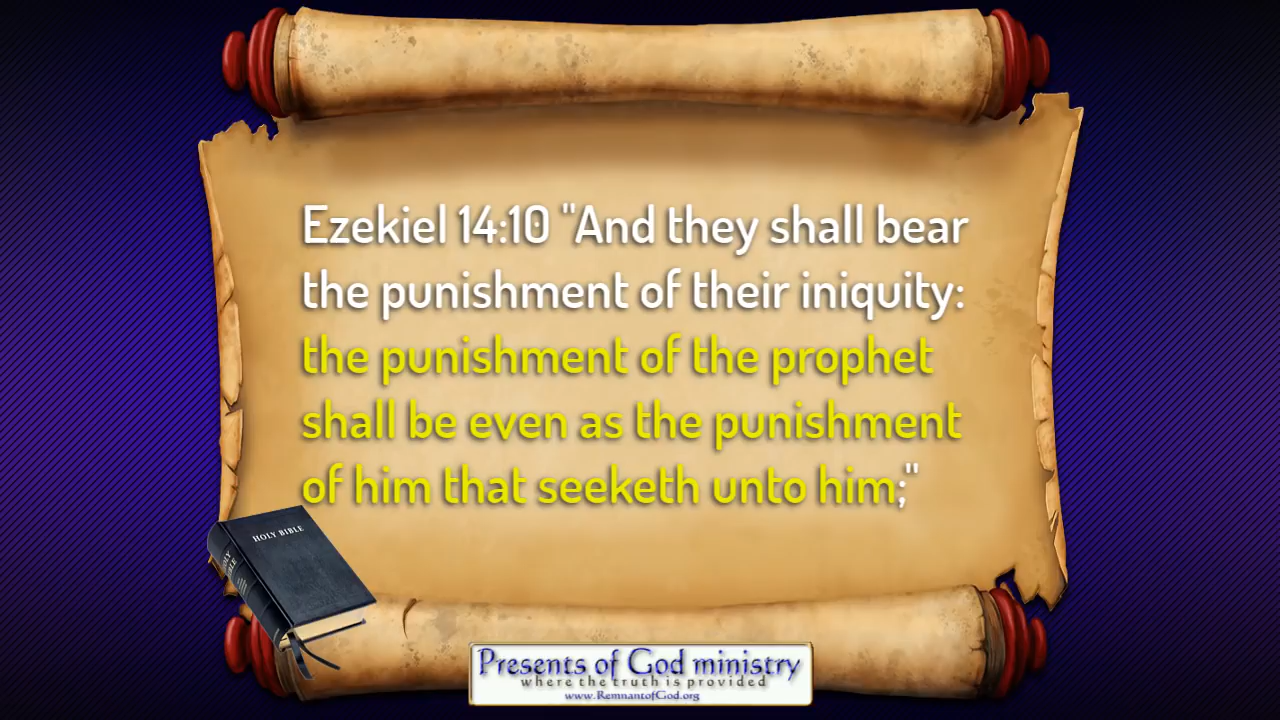 Ezekiel 14:10 "And they shall bear
the punishment of their iniquity:
the punishment of the prophet
shall be even as the punishment
of him that seeketh unto him;"
HOLY BIBLE
HOLY
BIBLE
Presents of God ministry
where the truth is provided
www.RemnantofGod.org